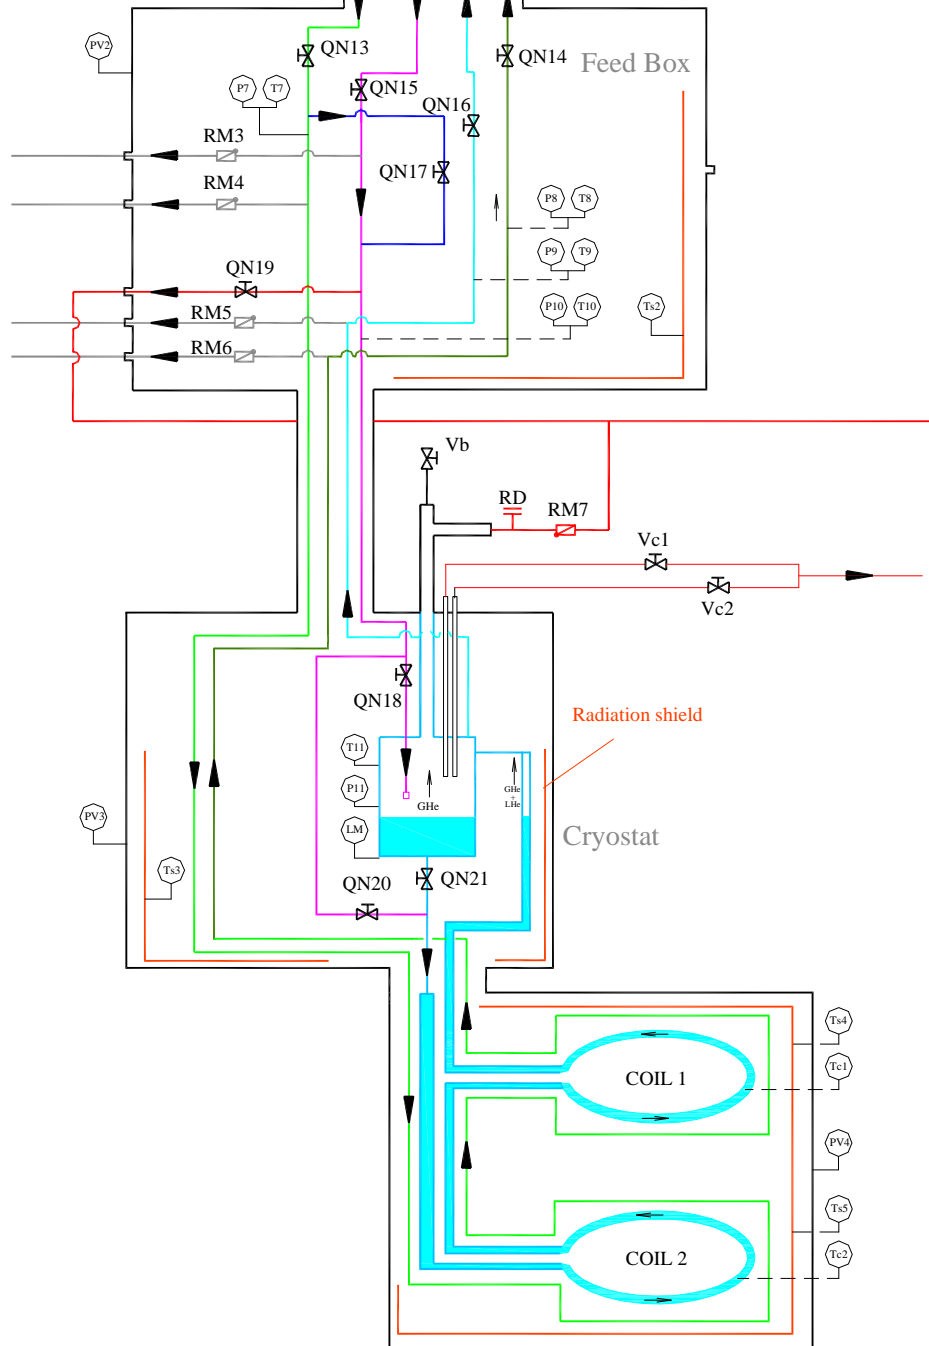 PV2
QN13
QN14
Feed Box
P7
T7
QN15
QN16
RM3
QN17
RM4
P8
T8
P9
T9
QN19
P10
T10
Ts2
RM5
RM6
Vb
RD
RM7
Vc1
Vc2
QN18
Radiation shield
T11
P11
GHe
GHe
+
LHe
PV3
LM
Cryostat
Ts3
QN20
QN21
Ts4
COIL 1
Tc1
PV4
Ts5
COIL 2
Tc2